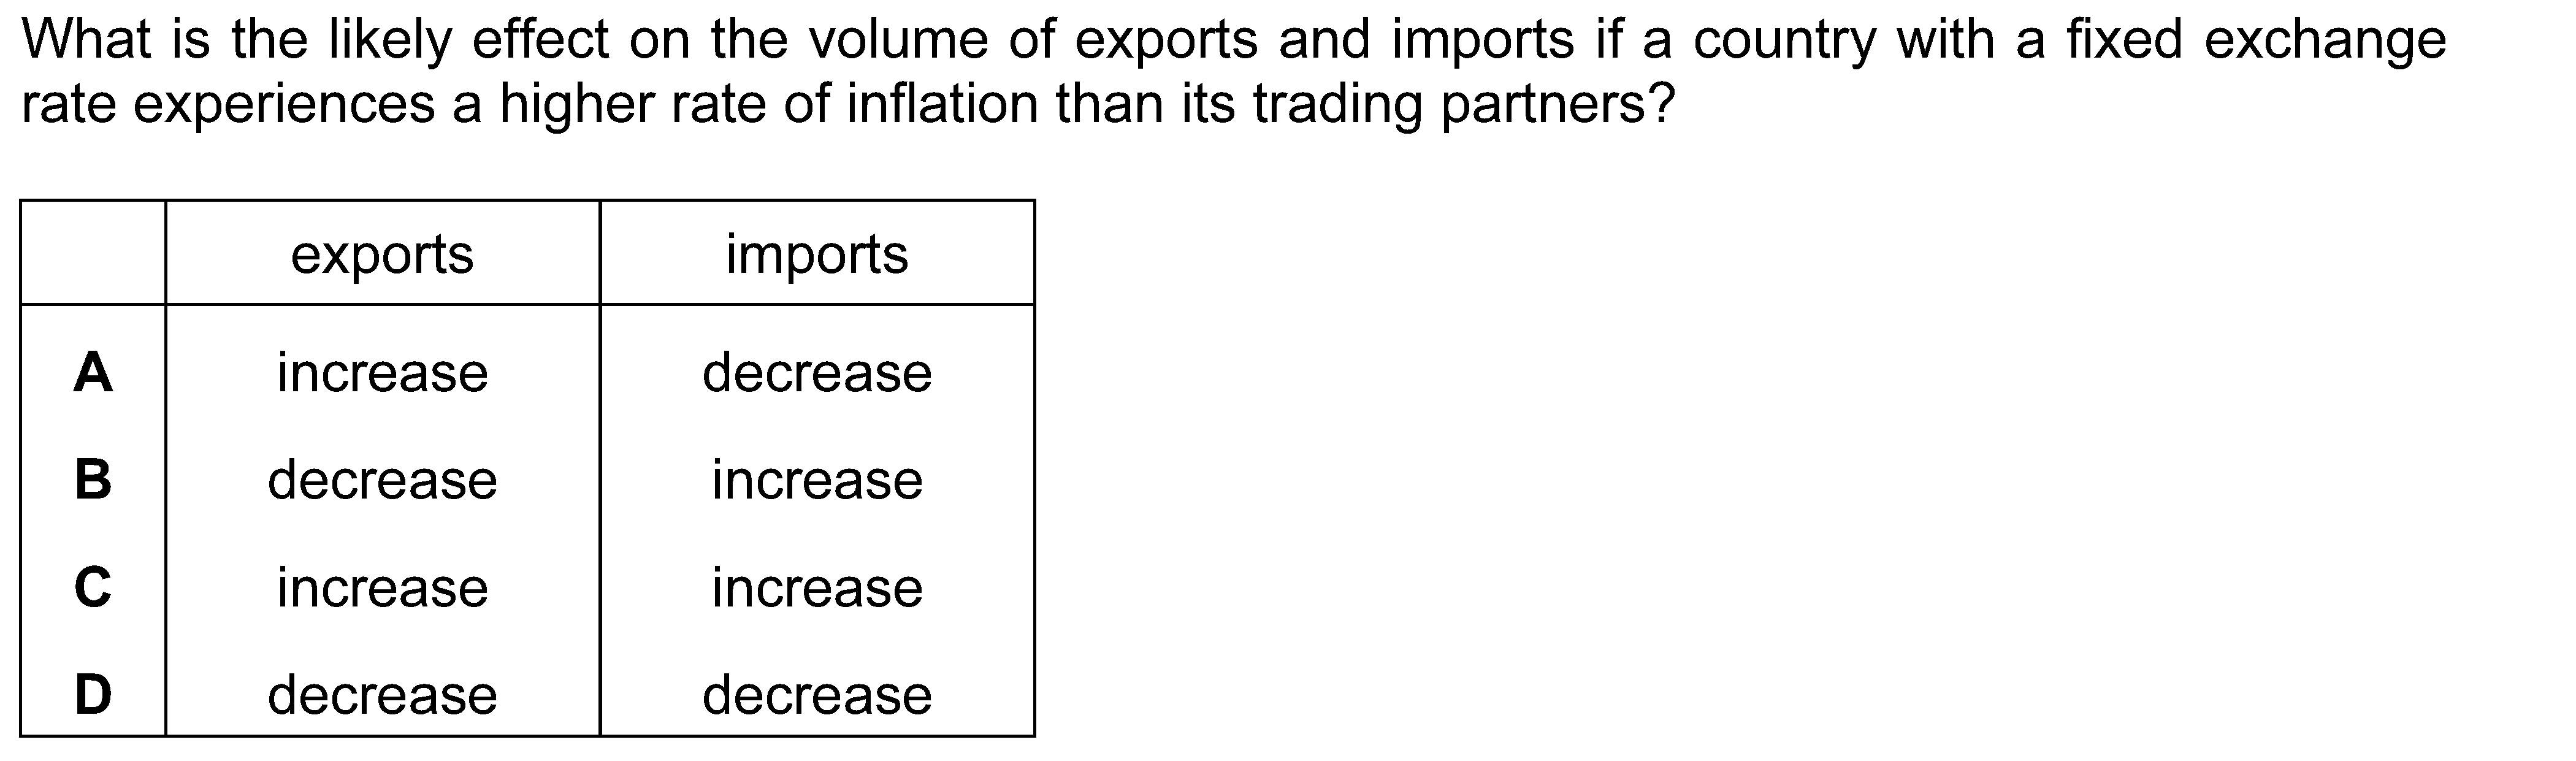 What is the likely effect on the volume of exports and imports if a country with a fixed exchange
rate experiences a higher rate of inflation than its trading partners?
exports imports
A increase decrease
B decrease increase
C increase increase
D decrease decrease